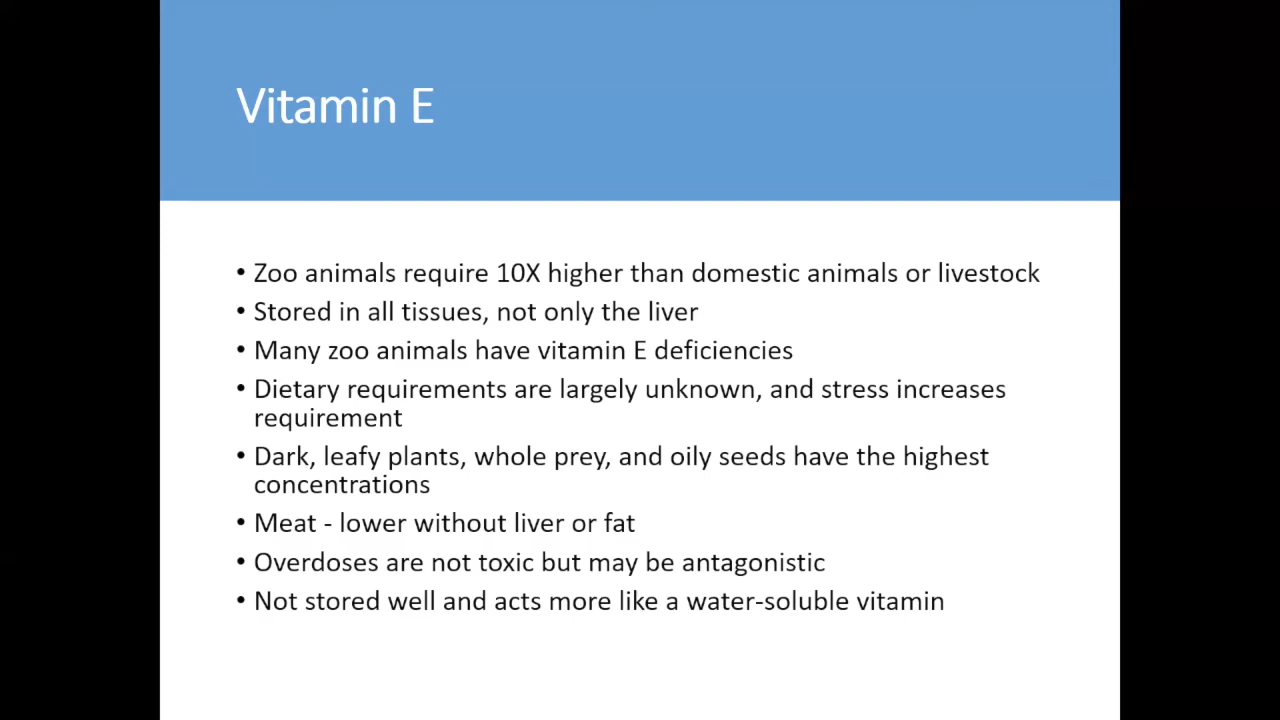 Vitamin E
• Zoo animals require 10X higher than domestic animals or livestock
• Stored in all tissues, not only the liver
• Many zoo animals have vitamin E deficiencies
• Dietary requirements are largely unknown, and stress increases
requirement
• Dark, leafy plants, whole prey, and oily seeds have the highest
concentrations
• Meat - lower without liver or fat
• Overdoses are not toxic but may be antagonistic
• Not stored well and acts more like a water-soluble vitamin